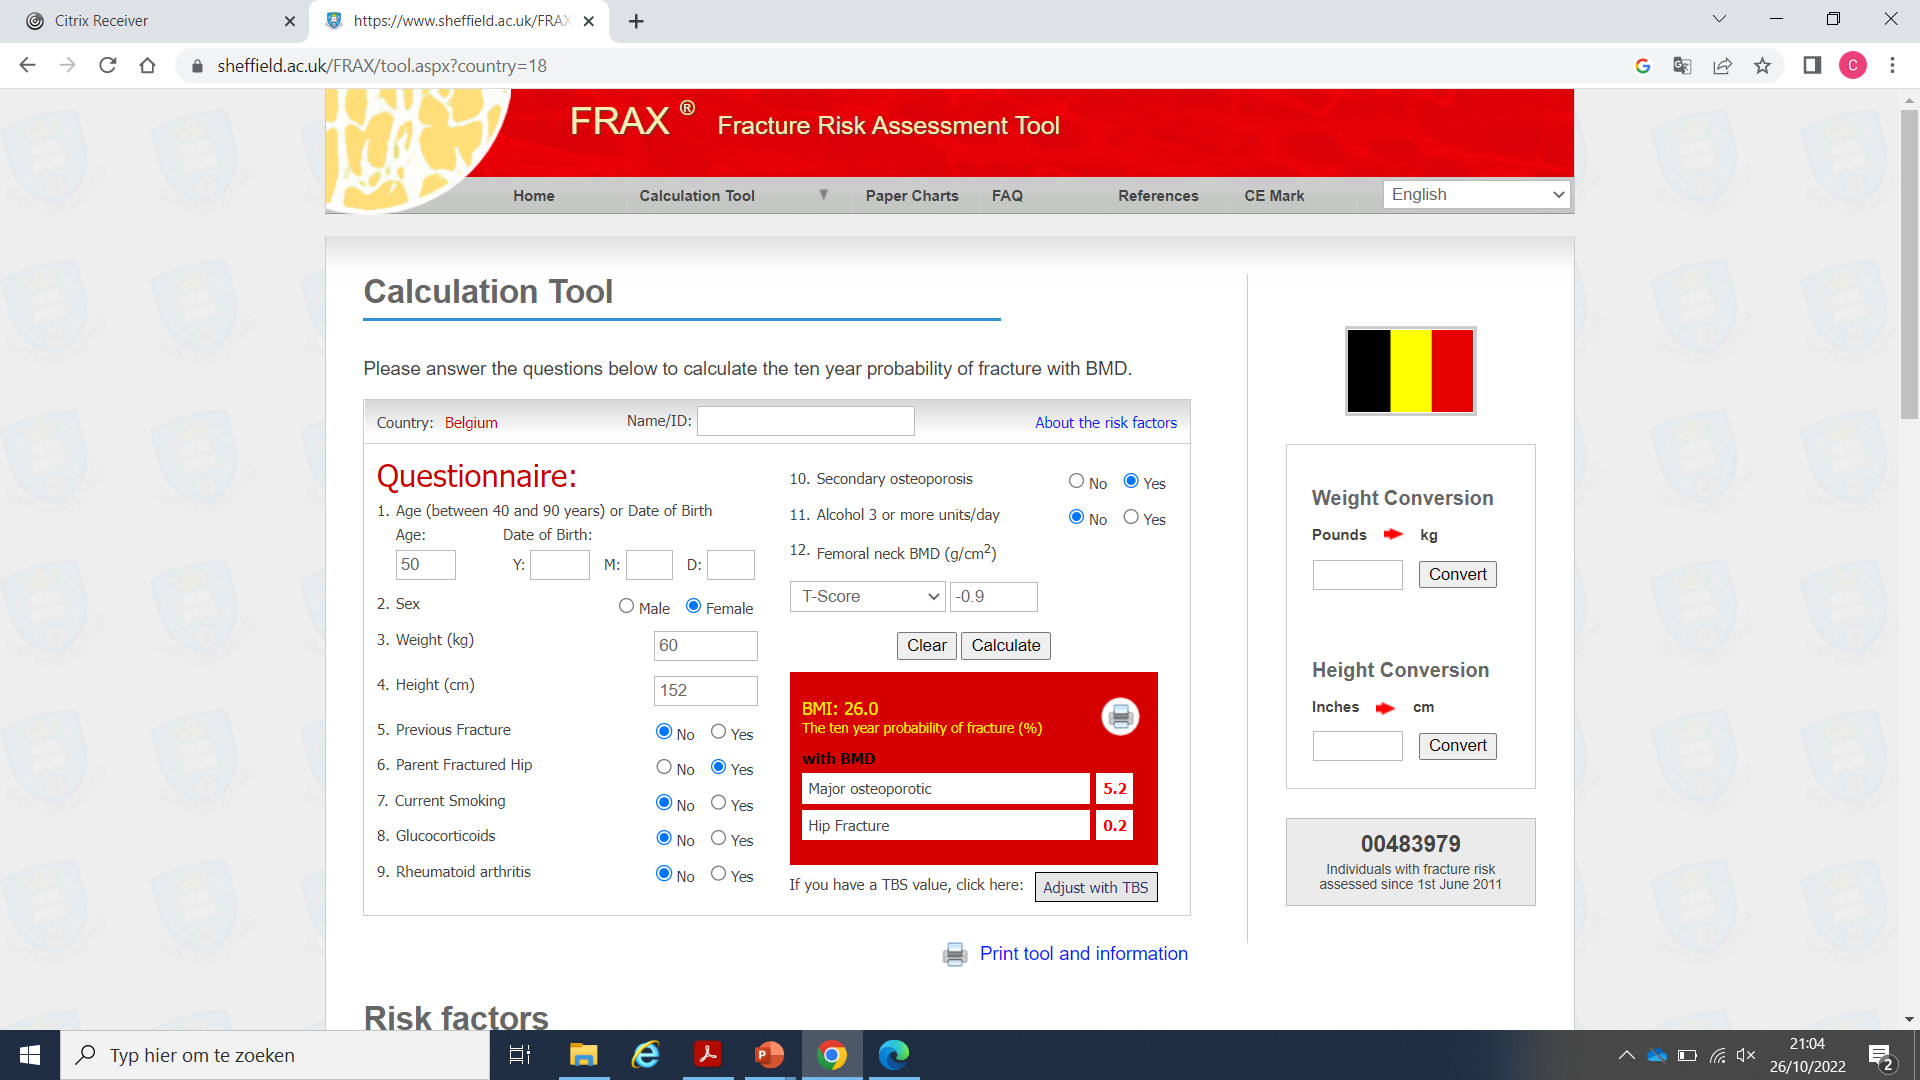 Citrix Receiver
https://www.sheffield.ac.uk/FRAX
sheffield.ac.uk/FRAX/tool.aspx?country=18
C
FRAX ® Fracture Risk Assessment Tool
Home Calculation Tool Paper Charts FAQ References CE Mark English
Calculation Tool
Please answer the questions below to calculate the ten year probability of fracture with BMD.
Country: Belgium Name/ID: About the risk factors
Questionnaire:
1. Age (between 40 and 90 years) or Date of Birth
Age: Date of Birth:
50 Y: M: D:
2. Sex Male Female
3. Weight (kg) 60
4. Height (cm) 152
5. Previous Fracture No Yes
6. Parent Fractured Hip No Yes
7. Current Smoking No Yes
8. Glucocorticoids No Yes
9. Rheumatoid arthritis No Yes
10. Secondary osteoporosis No Yes
11. Alcohol 3 or more units/day No Yes
12. Femoral neck BMD (g/cm²)
T-Score -0.9
Clear Calculate
BMI: 26.0
The ten year probability of fracture (%)
with BMD
Major osteoporotic 5.2
Hip Fracture 0.2
If you have a TBS value, click here: Adjust with TBS
Print tool and information
Weight Conversion
Pounds kg
Convert
Height Conversion
Inches cm
Convert
00483979
Individuals with fracture risk
assessed since 1st June 2011
Risk factors
Typ hier om te zoeken
21:04
26/10/2022
2